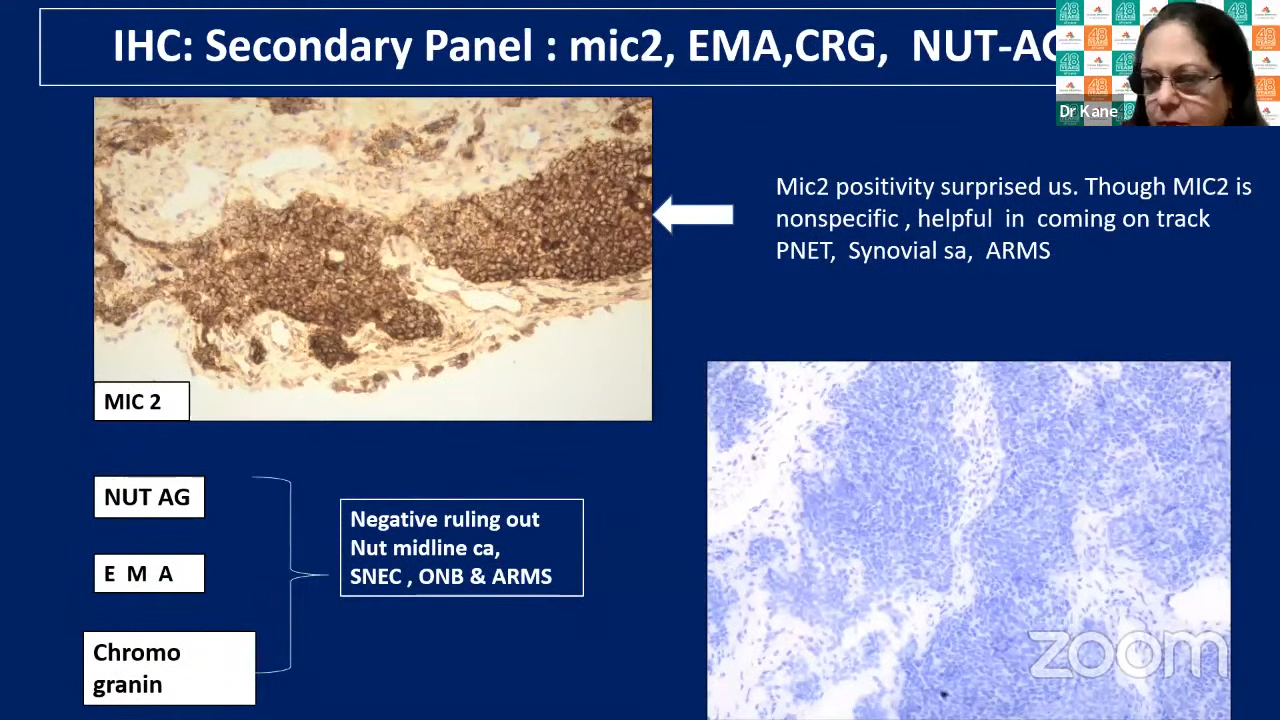 IHC: Secondary Panel : mic2, EMA,CRG, NUT-AG
Dr Kane
Mic2 positivity surprised us. Though MIC2 is
nonspecific , helpful in coming on track
PNET, Synovial sa, ARMS
MIC 2
NUT AG
E M A
Chromo
granin
Negative ruling out
Nut midline ca,
SNEC , ONB & ARMS
zoom